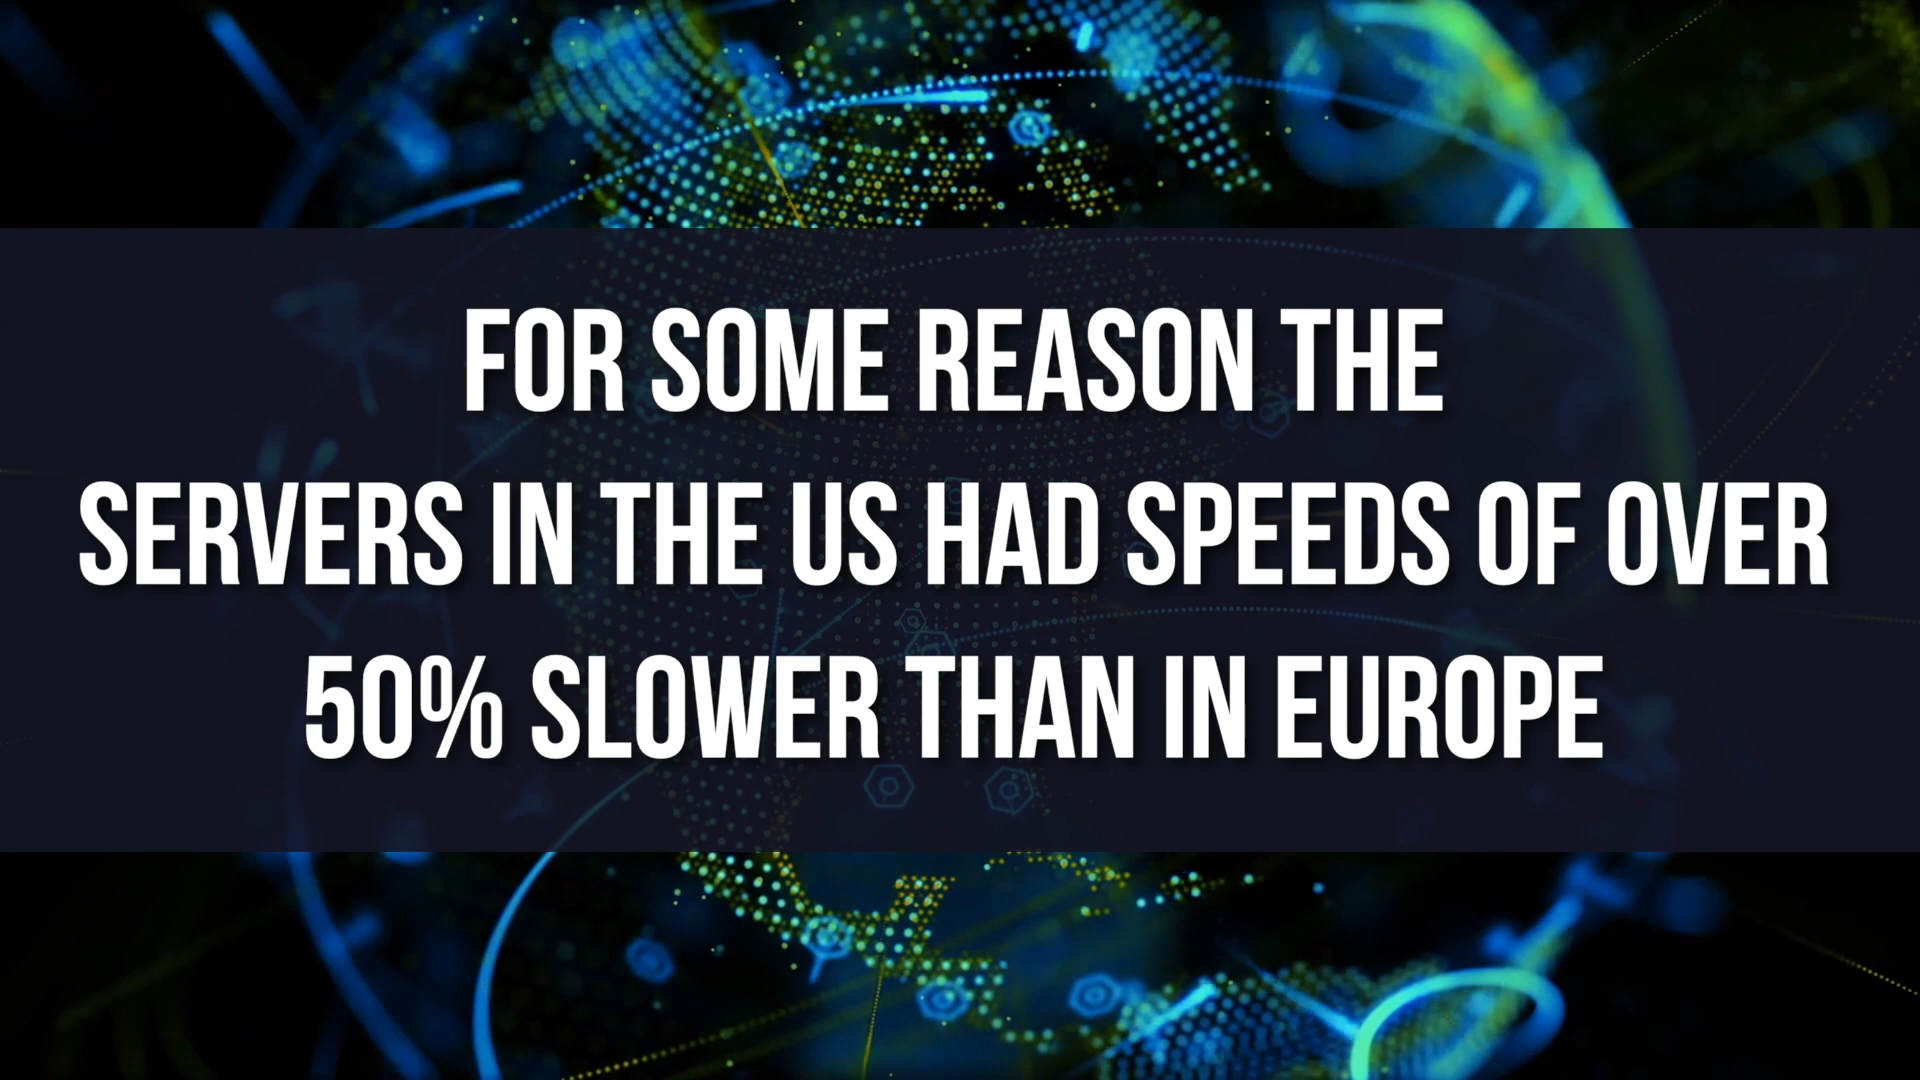 FOR SOME REASON THE
SERVERS IN THE US HAD SPEEDS OF OVER
50% SLOWER THAN IN EUROPE